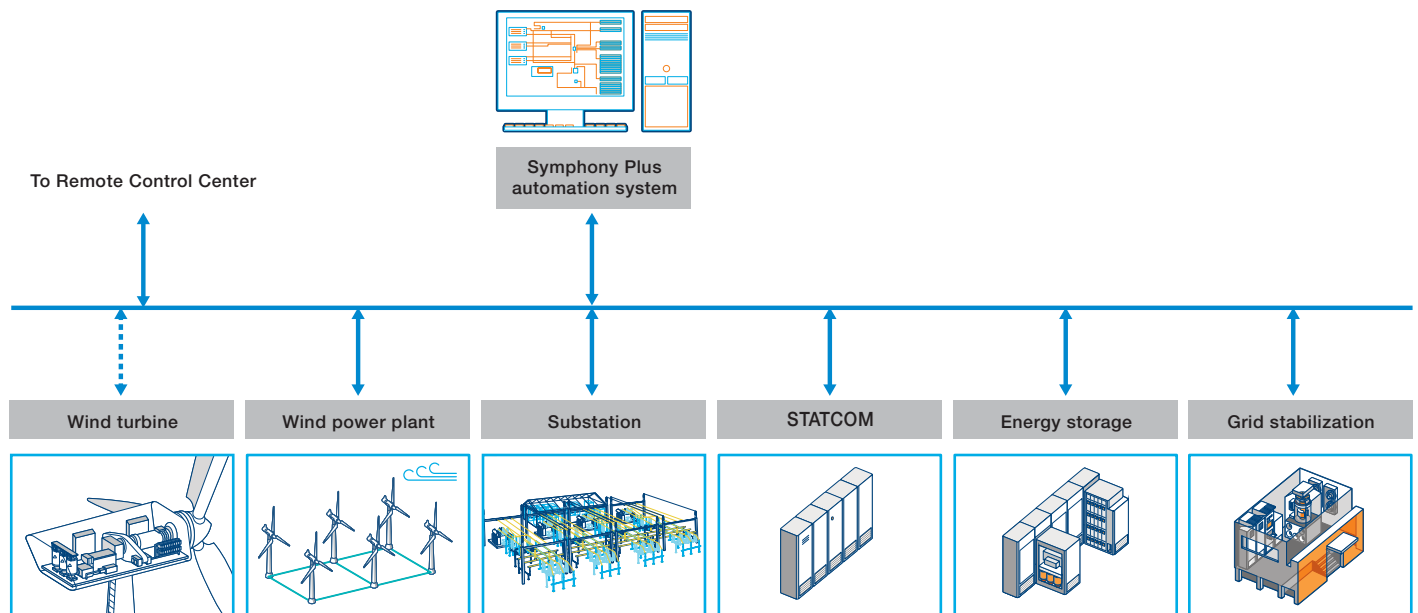 Symphony Plus
automation system
To Remote Control Center
Wind turbine
Wind power plant
Substation
STATCOM
Energy storage
Grid stabilization